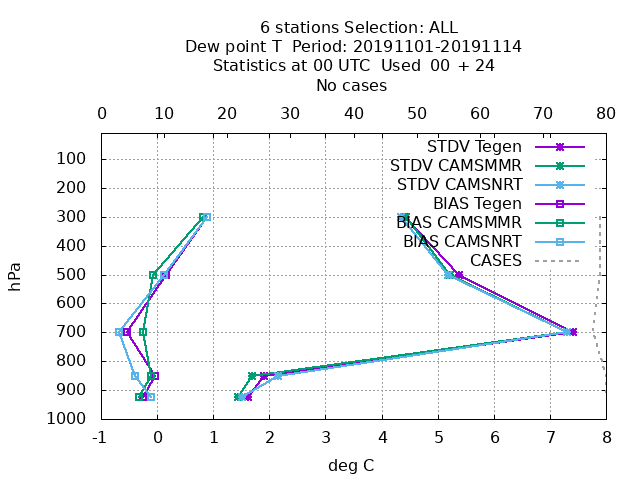 6 stations Selection: ALL
Dew point T  Period: 20191101-20191114
Statistics at 00 UTC  Used  00 + 24
No cases
0 10 20 30 40 50 60 70 80
STDV Tegen
STDV CAMSMMR
STDV CAMSNRT
BIAS Tegen
BIAS CAMSMMR
BIAS CAMSNRT
CASES
hPa
100
200
300
400
500
600
700
800
900
1000
-1 0 1 2 3 4 5 6 7 8
deg C